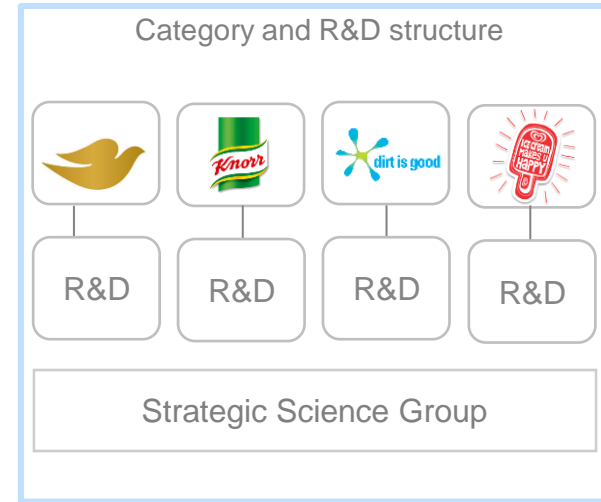 Category and R&D structure
Knorr
dirt is good
ice cream
makes u
HAPPY
R&D
R&D
R&D
R&D
Strategic Science Group